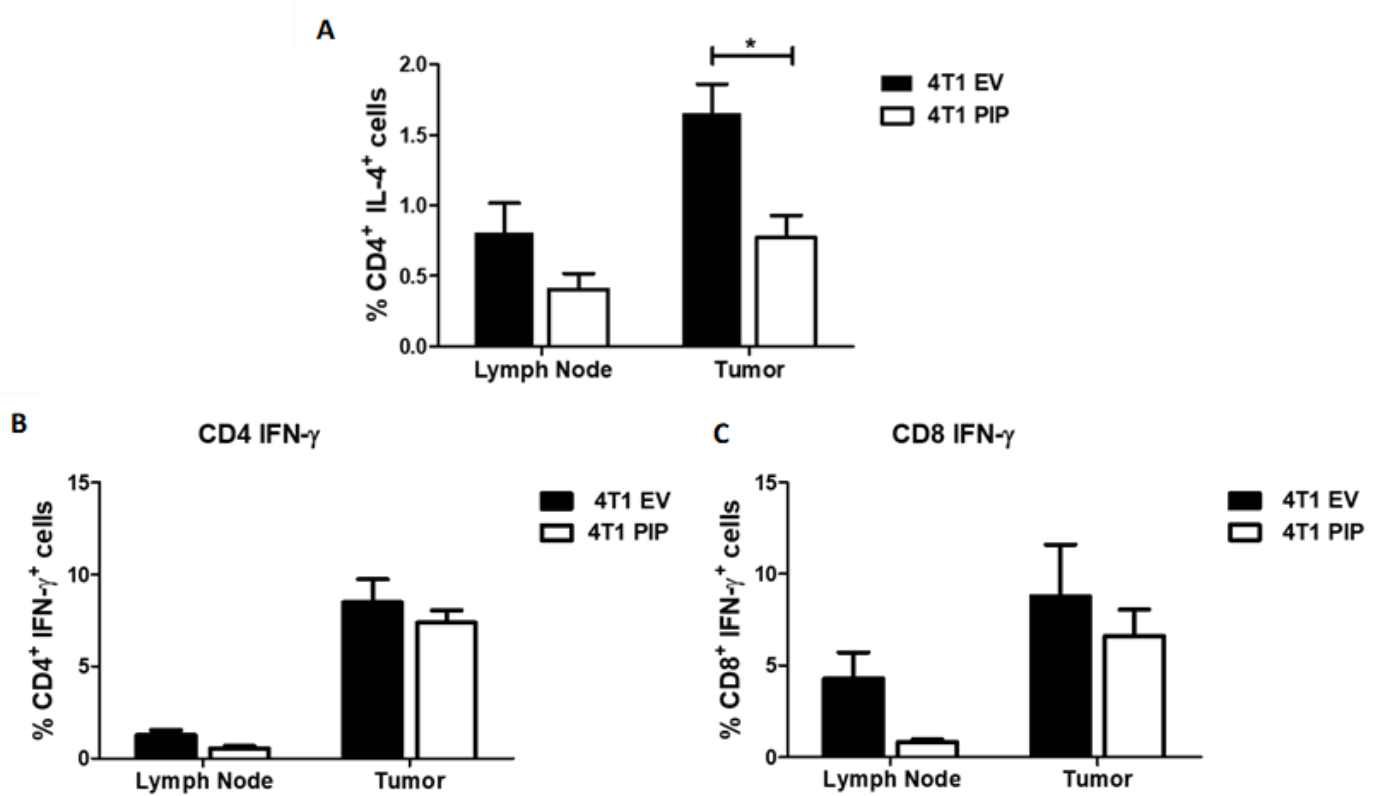 A
*
2.0
1.5
1.0
0.5
0.0
% CD4⁺ IL-4⁺ cells
4T1 EV
4T1 PIP
Lymph Node Tumor
B
CD4 IFN-γ
15
10
5
0
% CD4⁺ IFN-γ⁺ cells
4T1 EV
4T1 PIP
Lymph Node Tumor
C
CD8 IFN-γ
15
10
5
0
% CD8⁺ IFN-γ⁺ cells
4T1 EV
4T1 PIP
Lymph Node Tumor